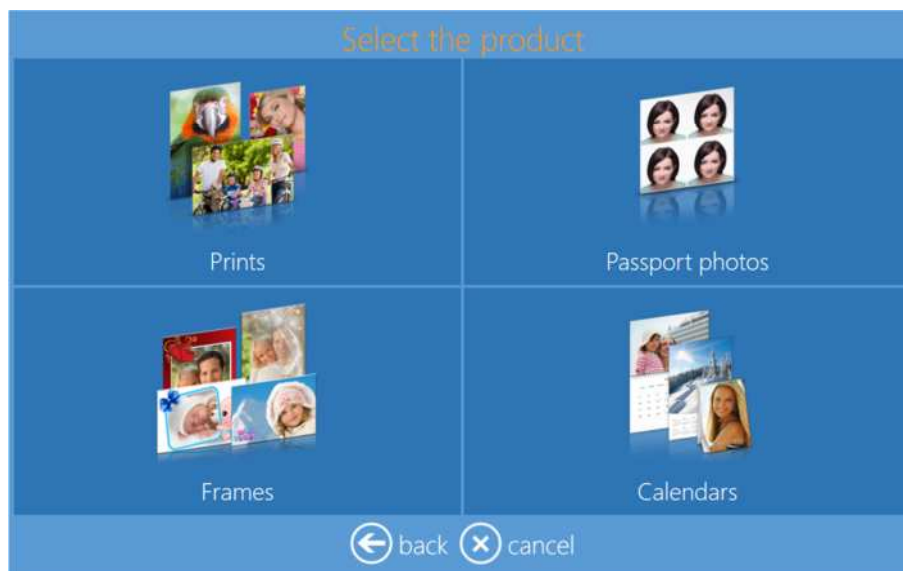 Select the product
Prints
Passport photos
Frames
Calendars
back
cancel